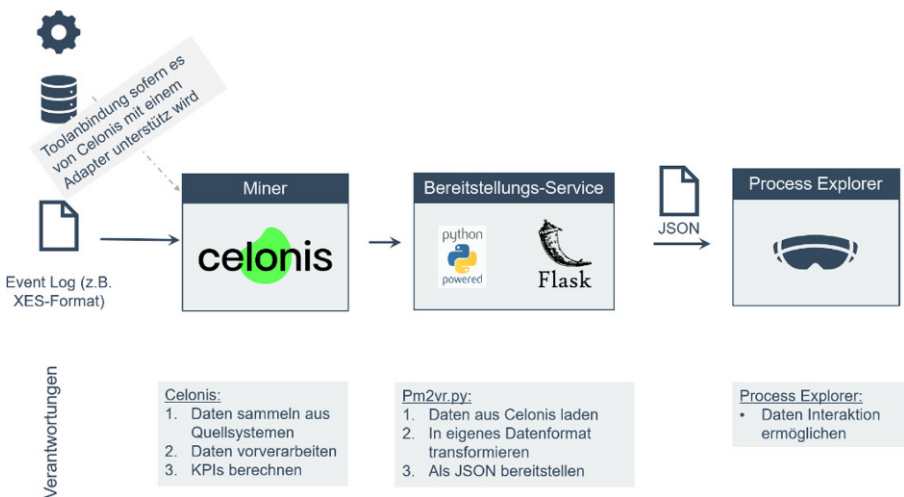 Toolanbindung sofern es
von Celonis mit einem
Adapter unterstütz wird
Event Log (z.B.
XES-Format)
Miner
celonis
Bereitstellungs-Service
python
powered
Flask
JSON
Process Explorer
Verantwortungen
Celonis:
1. Daten sammeln aus
Quellsystemen
2. Daten vorverarbeiten
3. KPIs berechnen
Pm2vr.py:
1. Daten aus Celonis laden
2. In eigenes Datenformat
transformieren
3. Als JSON bereitstellen
Process Explorer:
• Daten Interaktion
ermöglichen